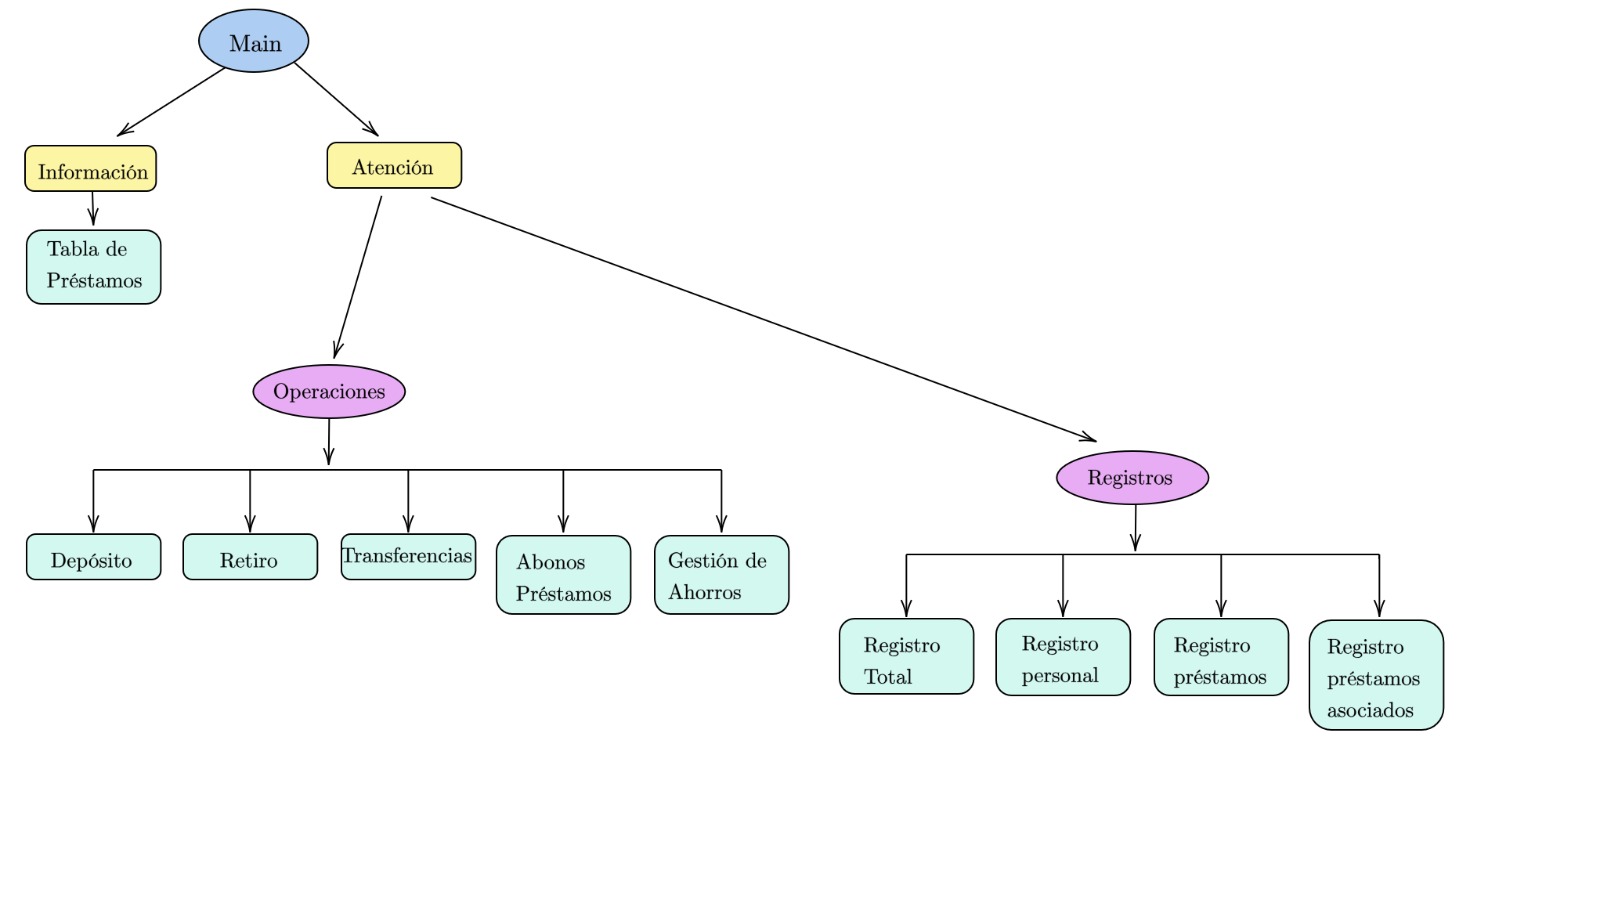 Main
Información
Atención
Tabla de
Préstamos
Operaciones
Registros
Depósito
Retiro
Transferencias
Abonos
Préstamos
Gestión de
Ahorros
Registro
Total
Registro
personal
Registro
préstamos
Registro
préstamos
asociados